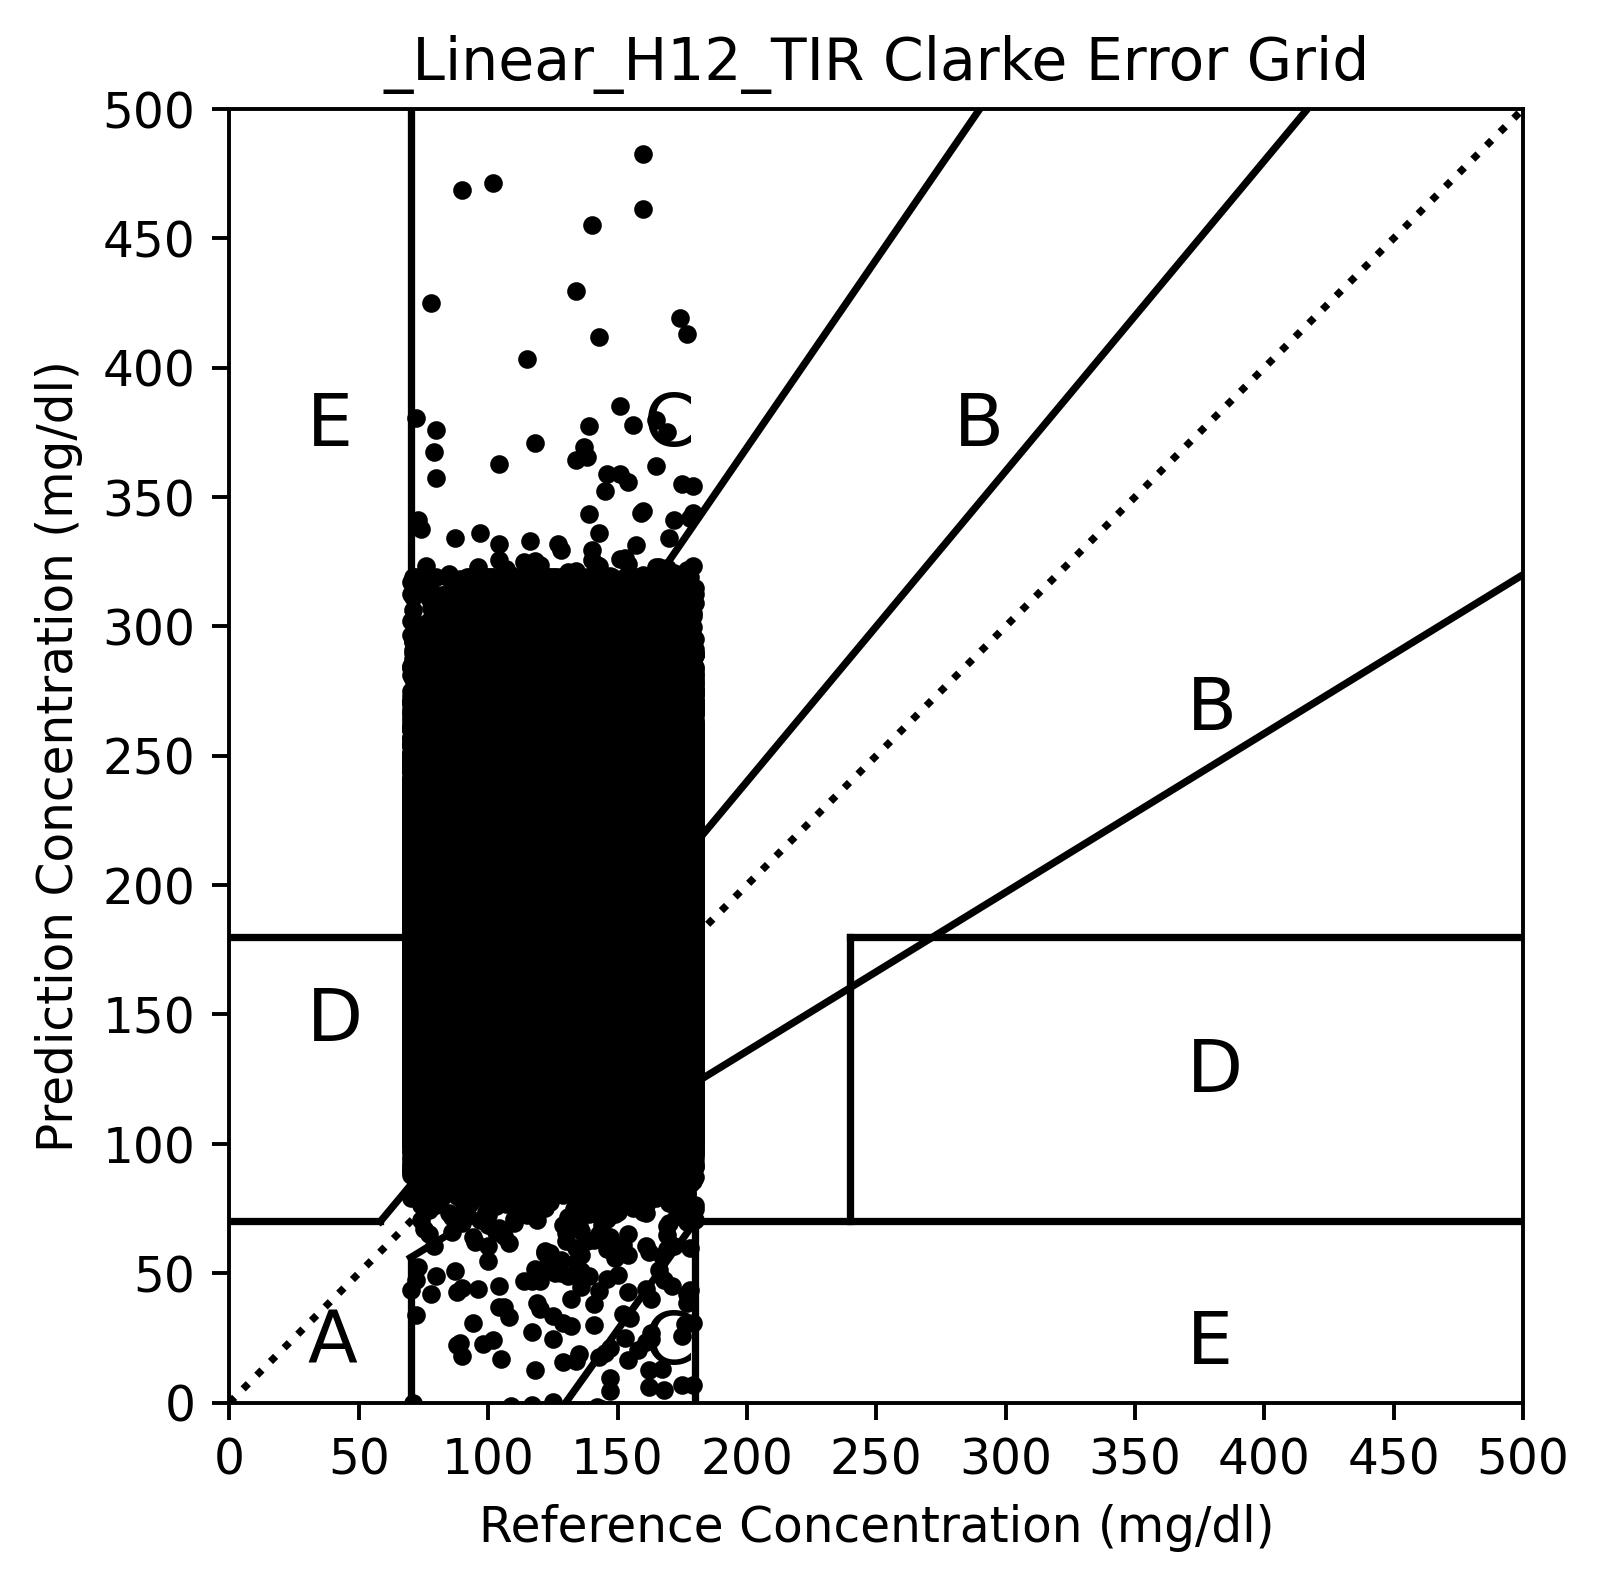 _Linear_H12_TIR Clarke Error Grid
500
450
400
350
300
250
200
150
100
50
0
Prediction Concentration (mg/dl)
E
C
B
B
D
D
A
C
E
0 50 100 150 200 250 300 350 400 450 500
Reference Concentration (mg/dl)